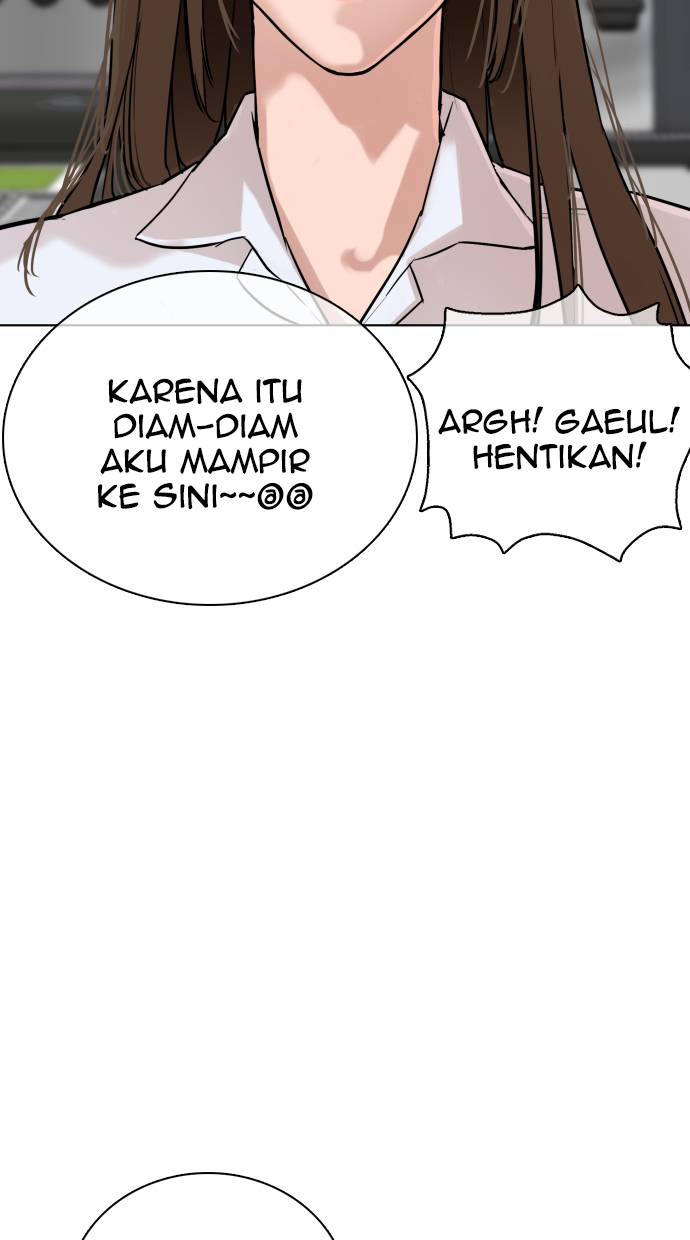 KARENA ITU
DIAM-DIAM
AKU MAMPIR
KE SINI~~@@
ARGH! GAEUL!
HENTIKAN!